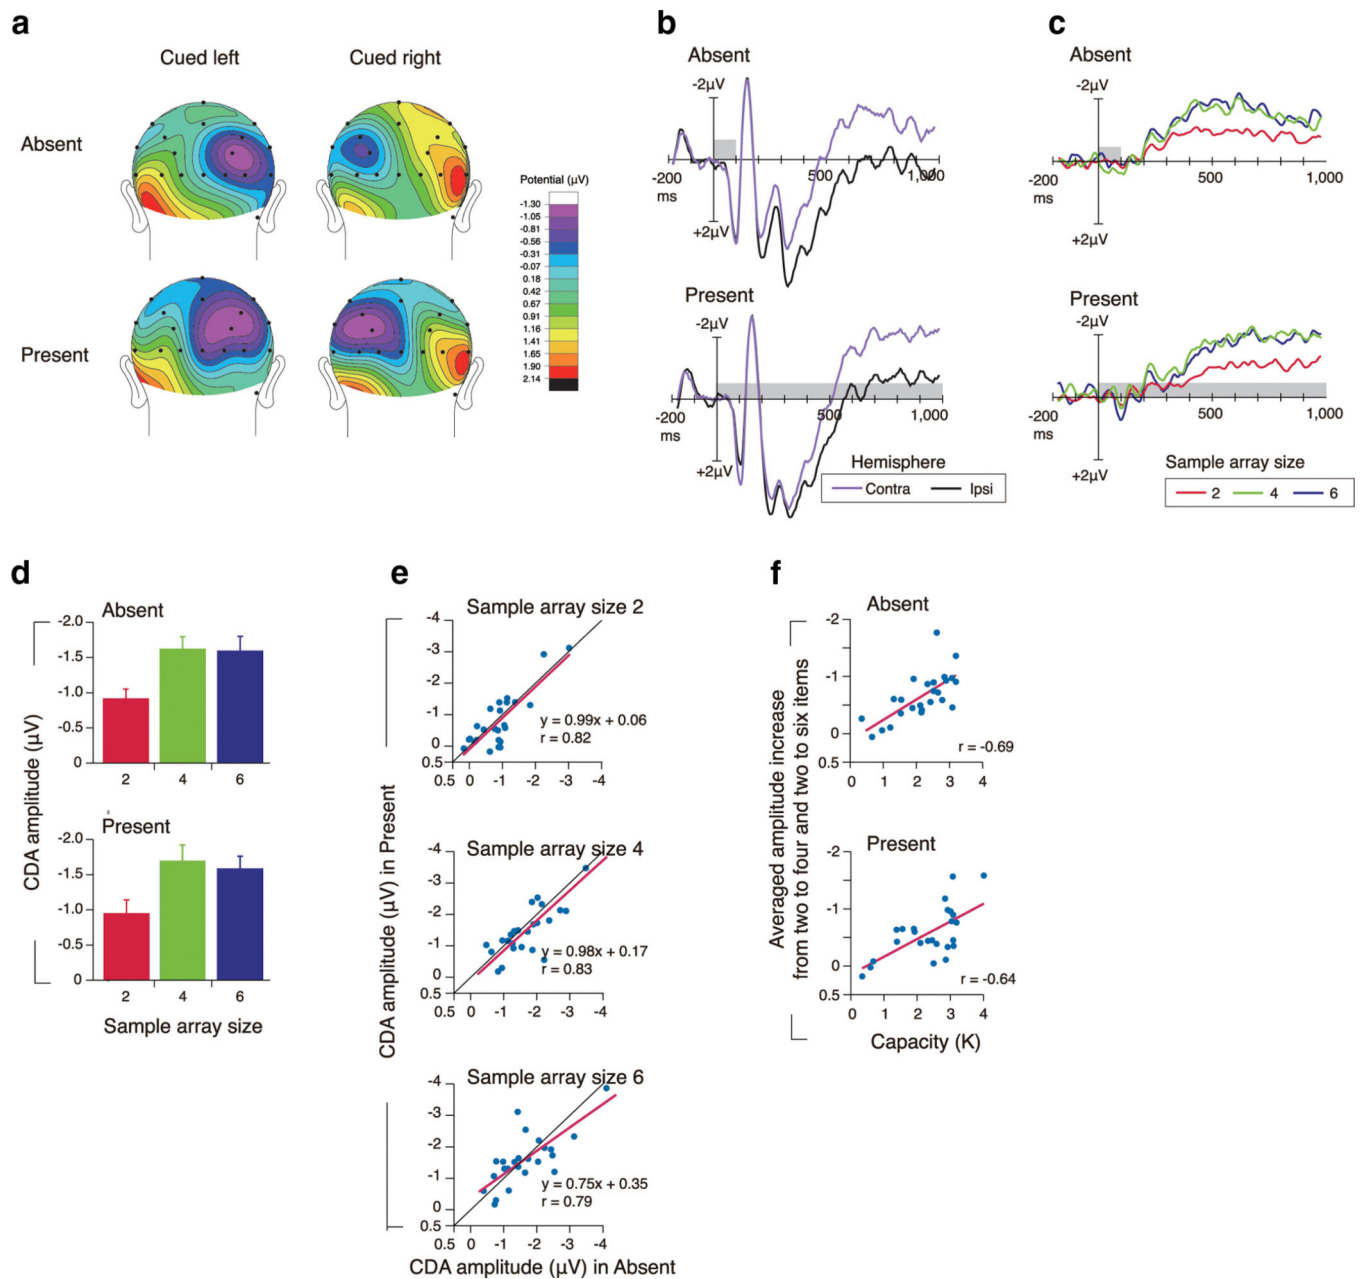 a
Cued left
Cued right
Absent
Present
Potential (μV)
-1.30
-1.05
-0.81
-0.56
-0.31
-0.07
0.18
0.42
0.67
0.91
1.16
1.41
1.65
1.90
2.14
b
Absent
-2μV
-200
ms
500
1,000
+2μV
Present
-2μV
-200
ms
500
1,000
+2μV
Hemisphere
Contra
Ipsi
c
Absent
-2μV
-200
ms
500
1,000
+2μV
Present
-2μV
-200
ms
500
1,000
+2μV
Sample array size
2
4
6
d
CDA amplitude (μV)
Absent
-2.0
-1.5
-1.0
-0.5
0
2
4
6
Present
-2.0
-1.5
-1.0
-0.5
0
2
4
6
Sample array size
e
CDA amplitude (μV) in Present
Sample array size 2
-4
-3
-2
-1
0
0.5
y = 0.99x + 0.06
r = 0.82
0.5 0 -1 -2 -3 -4
Sample array size 4
-4
-3
-2
-1
0
0.5
y = 0.98x + 0.17
r = 0.83
0.5 0 -1 -2 -3 -4
Sample array size 6
-4
-3
-2
-1
0
0.5
y = 0.75x + 0.35
r = 0.79
0.5 0 -1 -2 -3 -4
CDA amplitude (μV) in Absent
f
Averaged amplitude increase
from two to four and two to six items
Absent
-2
-1
0
0.5
r = -0.69
0 1 2 3 4
Present
-2
-1
0
0.5
r = -0.64
0 1 2 3 4
Capacity (K)